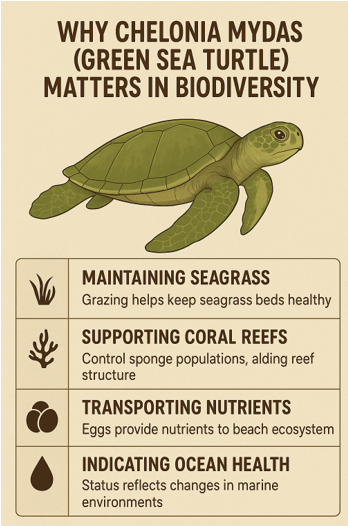 WHY CHELONIA MYDAS
(GREEN SEA TURTLE)
MATTERS IN BIODIVERSITY
MAINTAINING SEAGRASS
Grazing helps keep seagrass beds healthy
SUPPORTING CORAL REEFS
Control sponge populations, alding reef
structure
TRANSPORTING NUTRIENTS
Eggs provide nutrients to beach ecosystem
INDICATING OCEAN HEALTH
Status reflects changes in marine
environments